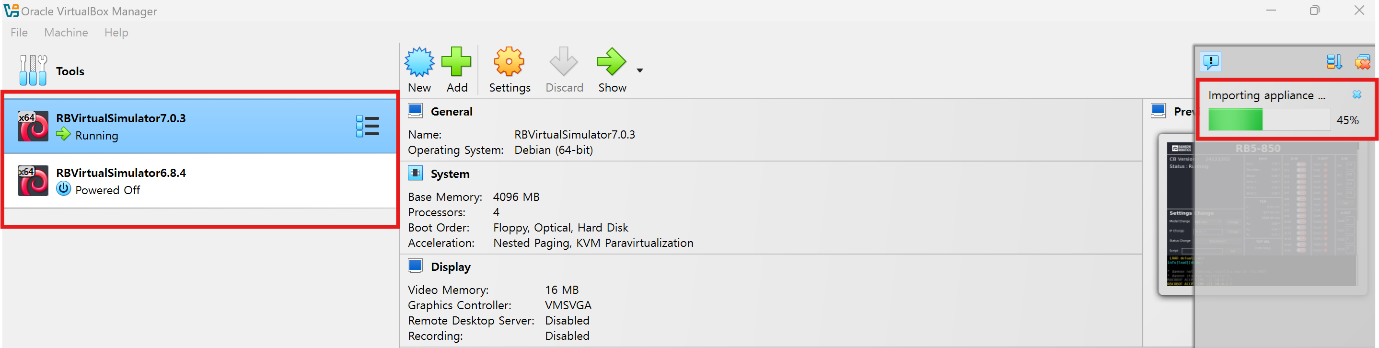 Oracle VirtualBox Manager
File Machine Help
Tools
New Add Settings Discard Show
x64
RBVirtualSimulator7.0.3
Running
x64
RBVirtualSimulator6.8.4
Powered Off
General
Name: RBVirtualSimulator7.0.3
Operating System: Debian (64-bit)
System
Base Memory: 4096 MB
Processors: 4
Boot Order: Floppy, Optical, Hard Disk
Acceleration: Nested Paging, KVM Paravirtualization
Display
Video Memory: 16 MB
Graphics Controller: VMSVGA
Remote Desktop Server: Disabled
Recording: Disabled
Importing appliance ...
45%
RB5-850